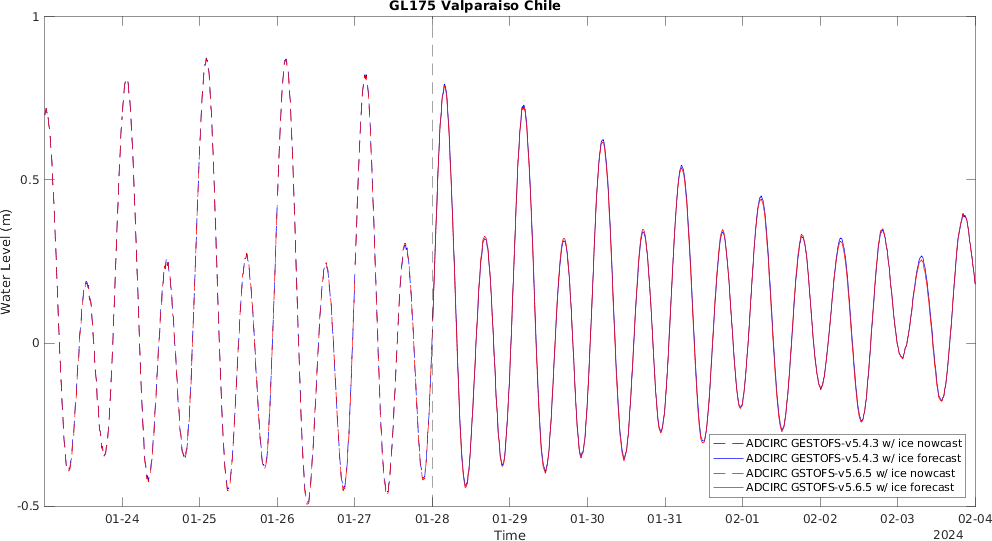 GL175 Valparaiso Chile
1
0.5
0
-0.5
Water Level (m)
01-24 01-25 01-26 01-27 01-28 01-29 01-30 01-31 02-01 02-02 02-03 02-04
2024
Time
ADCIRC GESTOFS-v5.4.3 w/ ice nowcast
ADCIRC GESTOFS-v5.4.3 w/ ice forecast
ADCIRC GSTOFS-v5.6.5 w/ ice nowcast
ADCIRC GSTOFS-v5.6.5 w/ ice forecast